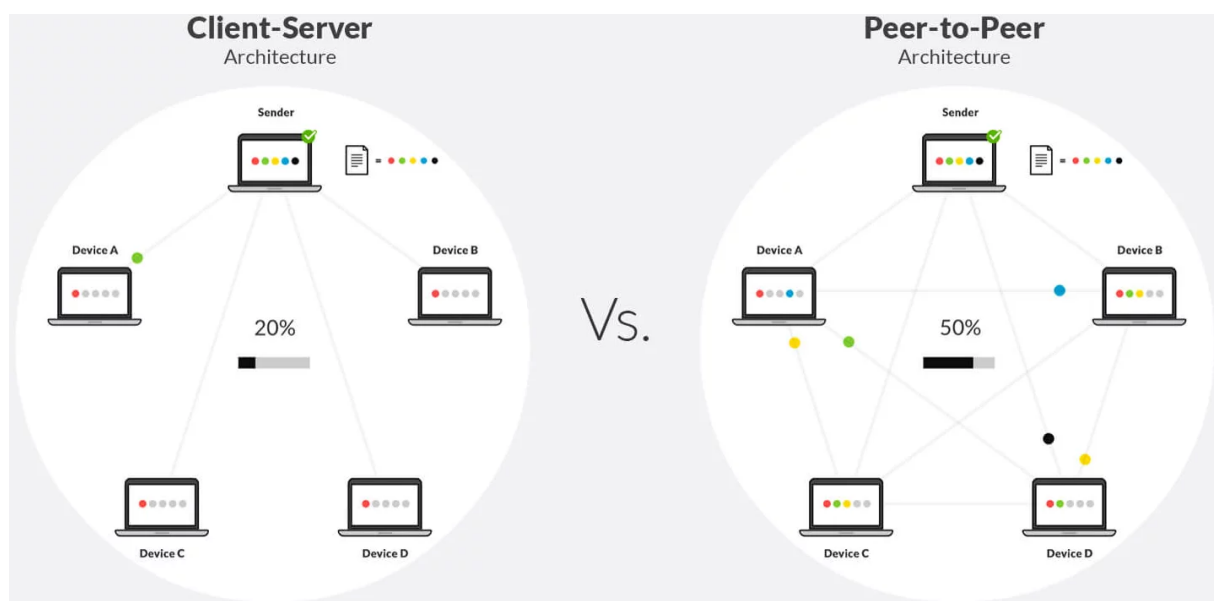 Client-Server
Architecture
Sender
=
Device A
Device B
20%
Device C
Device D
Vs.
Peer-to-Peer
Architecture
Sender
=
Device A
Device B
50%
Device C
Device D